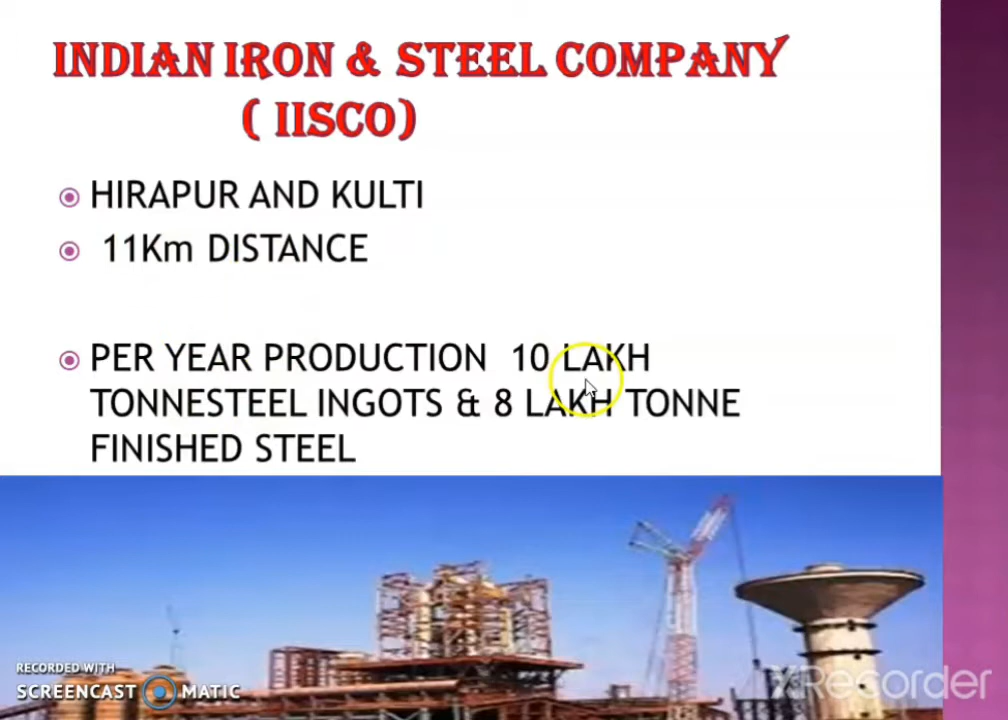 INDIAN IRON & STEEL COMPANY
( IISCO)
HIRAPUR AND KULTI
11Km DISTANCE
PER YEAR PRODUCTION 10 LAKH
TONNESTEEL INGOTS & 8 LAKH TONNE
FINISHED STEEL
RECORDED WITH
SCREENCAST MATIC
XRecorder